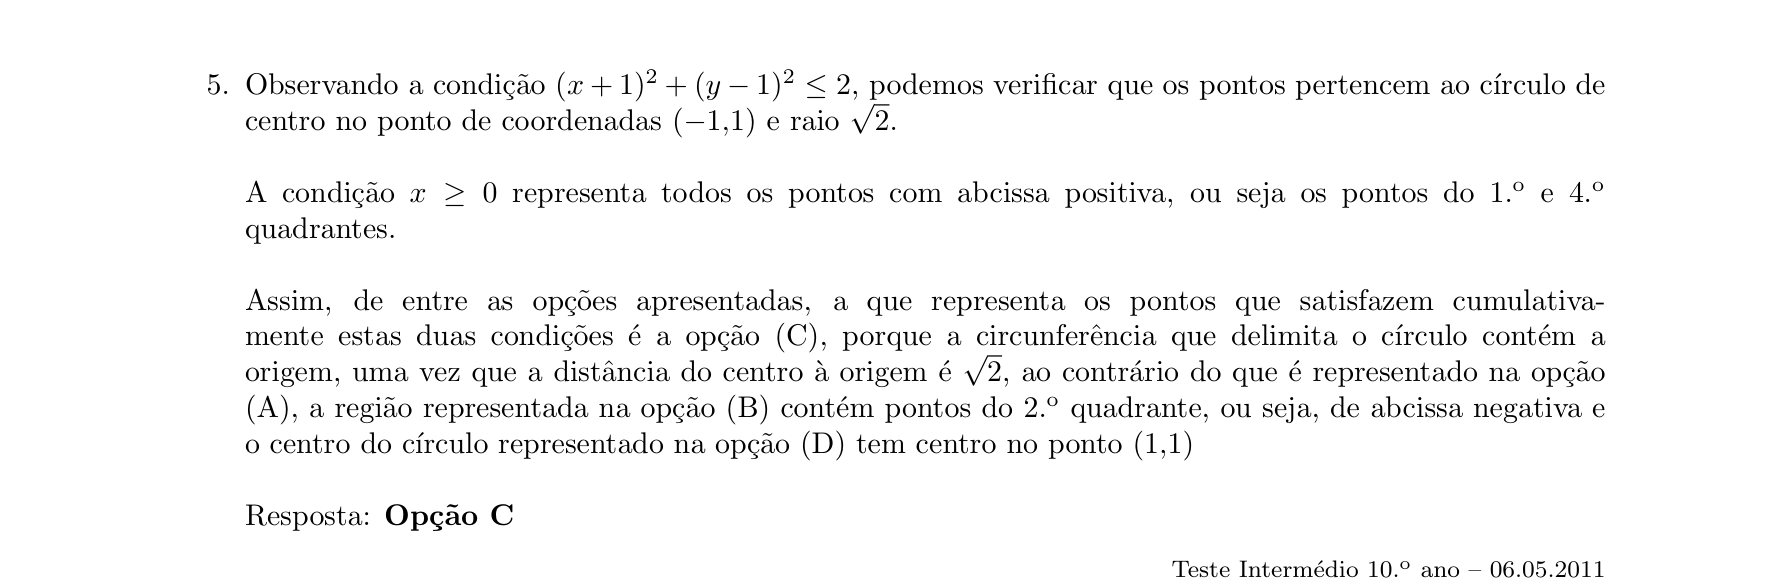 5. Observando a condição (x + 1)² + (y − 1)² ≤ 2, podemos verificar que os pontos pertencem ao círculo de
centro no ponto de coordenadas (−1,1) e raio √2.
A condição x ≥ 0 representa todos os pontos com abcissa positiva, ou seja os pontos do 1.º e 4.º
quadrantes.
Assim, de entre as opções apresentadas, a que representa os pontos que satisfazem cumulativa-
mente estas duas condições é a opção (C), porque a circunferência que delimita o círculo contém a
origem, uma vez que a distância do centro à origem é √2, ao contrário do que é representado na opção
(A), a região representada na opção (B) contém pontos do 2.º quadrante, ou seja, de abcissa negativa e
o centro do círculo representado na opção (D) tem centro no ponto (1,1)
Resposta: Opção C
Teste Intermédio 10.º ano – 06.05.2011